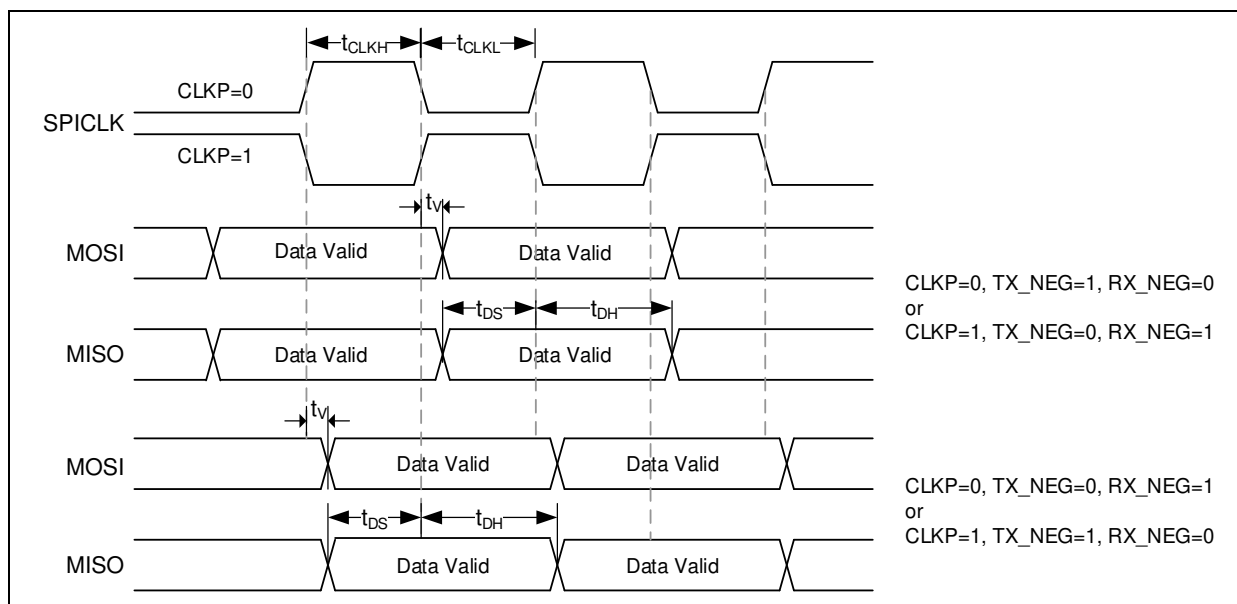 tCLKH
tCLKL
CLKP=0
SPICLK
CLKP=1
tV
MOSI
Data Valid
Data Valid
CLKP=0, TX_NEG=1, RX_NEG=0
or
CLKP=1, TX_NEG=0, RX_NEG=1
tDS
tDH
MISO
Data Valid
Data Valid
tV
MOSI
Data Valid
Data Valid
CLKP=0, TX_NEG=0, RX_NEG=1
or
CLKP=1, TX_NEG=1, RX_NEG=0
tDS
tDH
MISO
Data Valid
Data Valid